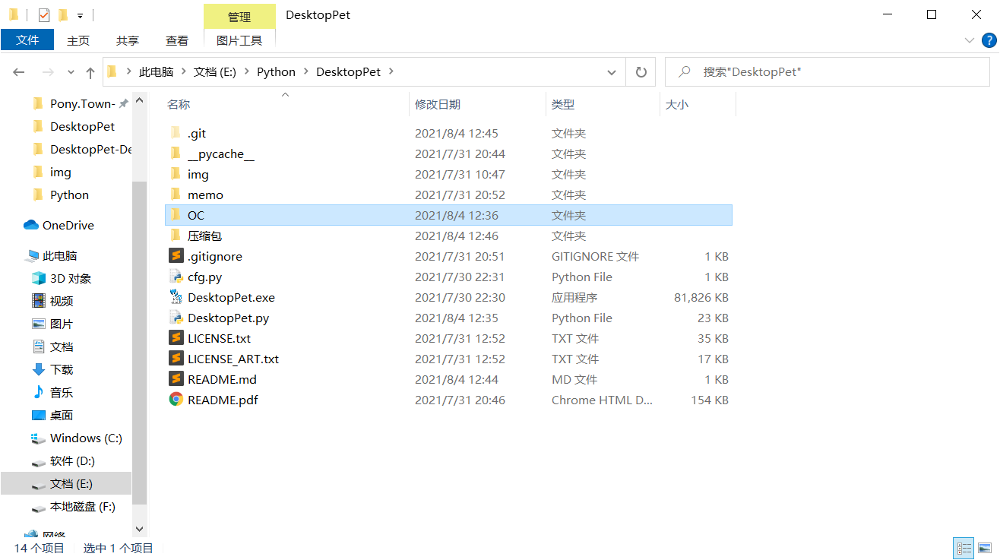 管理 DesktopPet
文件 主页 共享 查看 图片工具
此电脑 文档 (E:) Python DesktopPet 搜索"DesktopPet"
Pony.Town-
DesktopPet
DesktopPet-De
img
Python
OneDrive
此电脑
3D 对象
视频
图片
文档
下载
音乐
桌面
Windows (C:)
软件 (D:)
文档 (E:)
本地磁盘 (F:)
网络
名称 修改日期 类型 大小
.git 2021/8/4 12:45 文件夹
__pycache__ 2021/7/31 20:44 文件夹
img 2021/7/31 10:47 文件夹
memo 2021/7/31 20:52 文件夹
OC 2021/8/4 12:36 文件夹
压缩包 2021/8/4 12:46 文件夹
.gitignore 2021/7/31 20:51 GITIGNORE 文件 1 KB
cfg.py 2021/7/30 22:31 Python File 1 KB
DesktopPet.exe 2021/7/30 22:30 应用程序 81,826 KB
DesktopPet.py 2021/8/4 12:35 Python File 23 KB
LICENSE.txt 2021/7/31 12:52 TXT 文件 35 KB
LICENSE_ART.txt 2021/7/31 12:52 TXT 文件 17 KB
README.md 2021/8/4 12:44 MD 文件 1 KB
README.pdf 2021/7/31 20:46 Chrome HTML D... 154 KB
14 个项目 选中 1 个项目